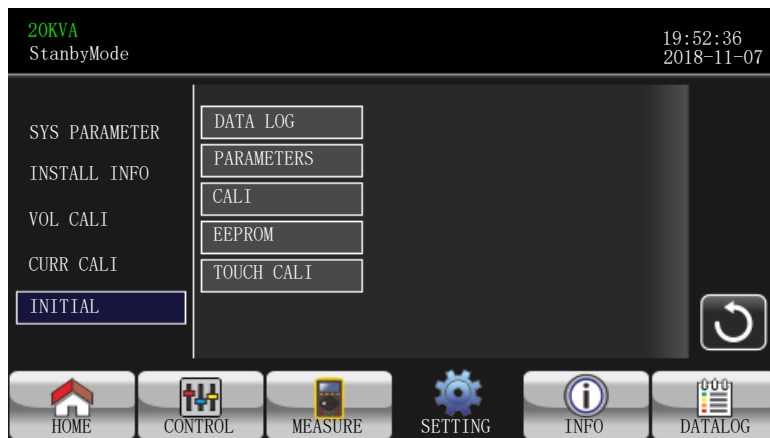 20KVA
StanbyMode
19:52:36
2018-11-07
SYS PARAMETER
INSTALL INFO
VOL CALI
CURR CALI
INITIAL
DATA LOG
PARAMETERS
CALI
EEPROM
TOUCH CALI
HOME
CONTROL
MEASURE
SETTING
INFO
DATALOG